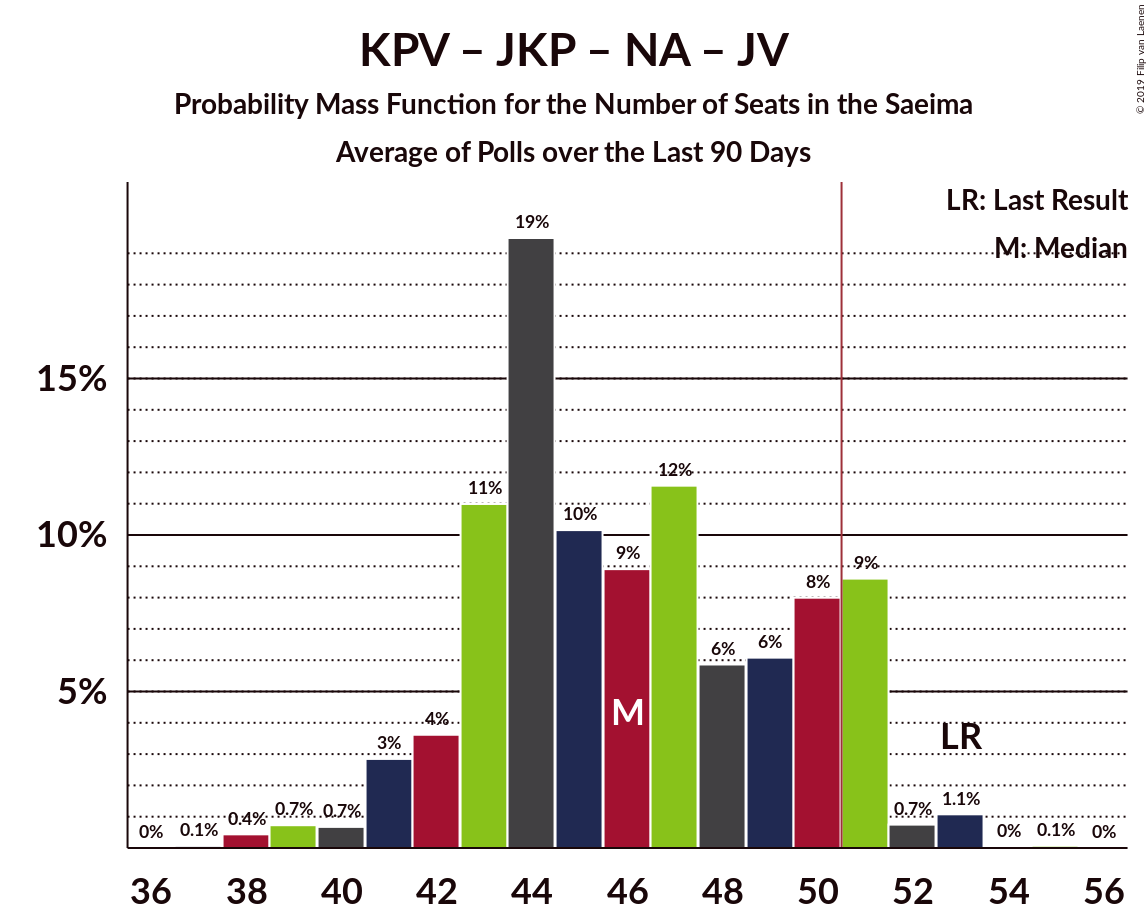 KPV – JKP – NA – JV
Probability Mass Function for the Number of Seats in the Saeima
Average of Polls over the Last 90 Days
© 2019 Filip van Laenen
LR: Last Result
M: Median
15%
10%
5%
0%
0.1%
0.4%
0.7%
0.7%
3%
4%
11%
19%
10%
9%
12%
6%
6%
8%
9%
0.7%
1.1%
0%
0.1%
0%
M
LR
36 38 40 42 44 46 48 50 52 54 56